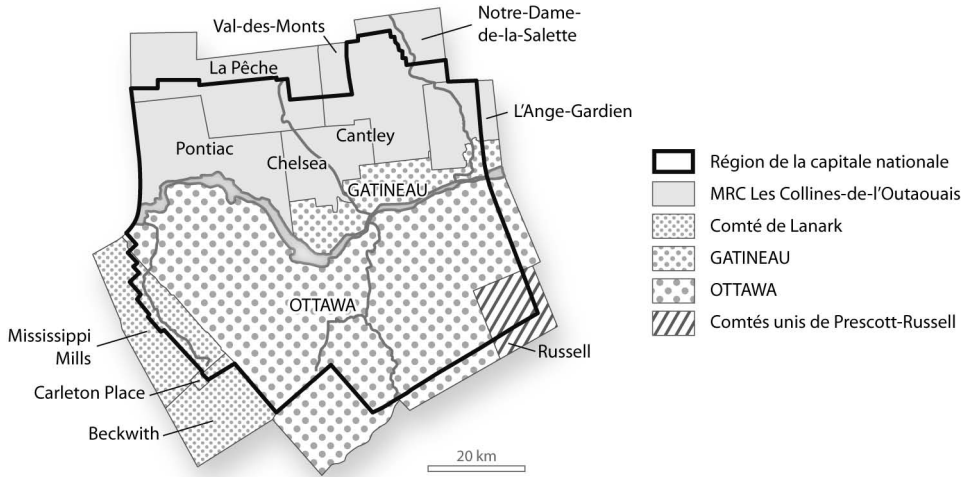 Notre-Dame-
de-la-Salette
Val-des-Monts
La Pêche
L'Ange-Gardien
Cantley
Pontiac
Chelsea
GATINEAU
OTTAWA
Mississippi
Mills
Russell
Carleton Place
Beckwith
20 km
Région de la capitale nationale
MRC Les Collines-de-l'Outaouais
Comté de Lanark
GATINEAU
OTTAWA
Comtés unis de Prescott-Russell